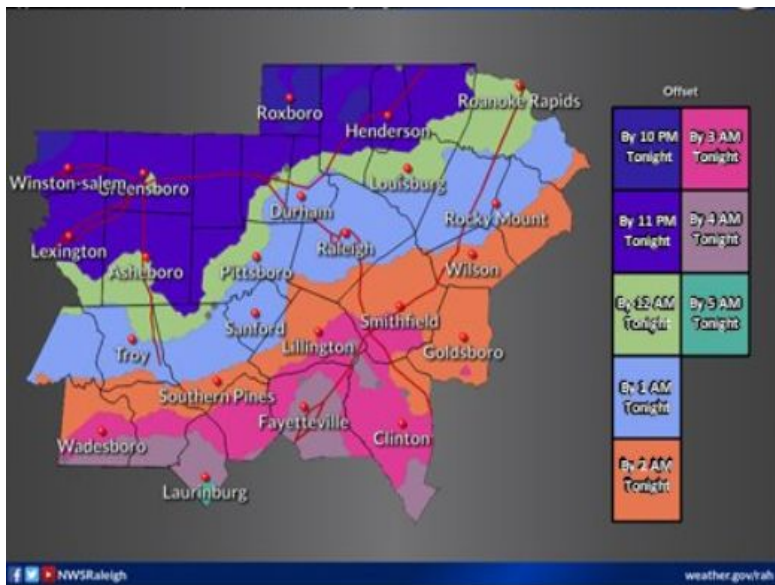 Roxboro
Roanoke Rapids
Henderson
Winston-salem
Greensboro
Louisburg
Durham
Rocky Mount
Lexington
Raleigh
Asheboro
Pittsboro
Wilson
Sanford
Smithfield
Troy
Lillington
Goldsboro
Southern Pines
Fayetteville
Wadesboro
Clinton
Laurinburg
Offset
By 10 PM
Tonight
By 3 AM
Tonight
By 11 PM
Tonight
By 4 AM
Tonight
By 12 AM
Tonight
By 5 AM
Tonight
By 1 AM
Tonight
By 2 AM
Tonight
NWSRaleigh
weather.gov/rah